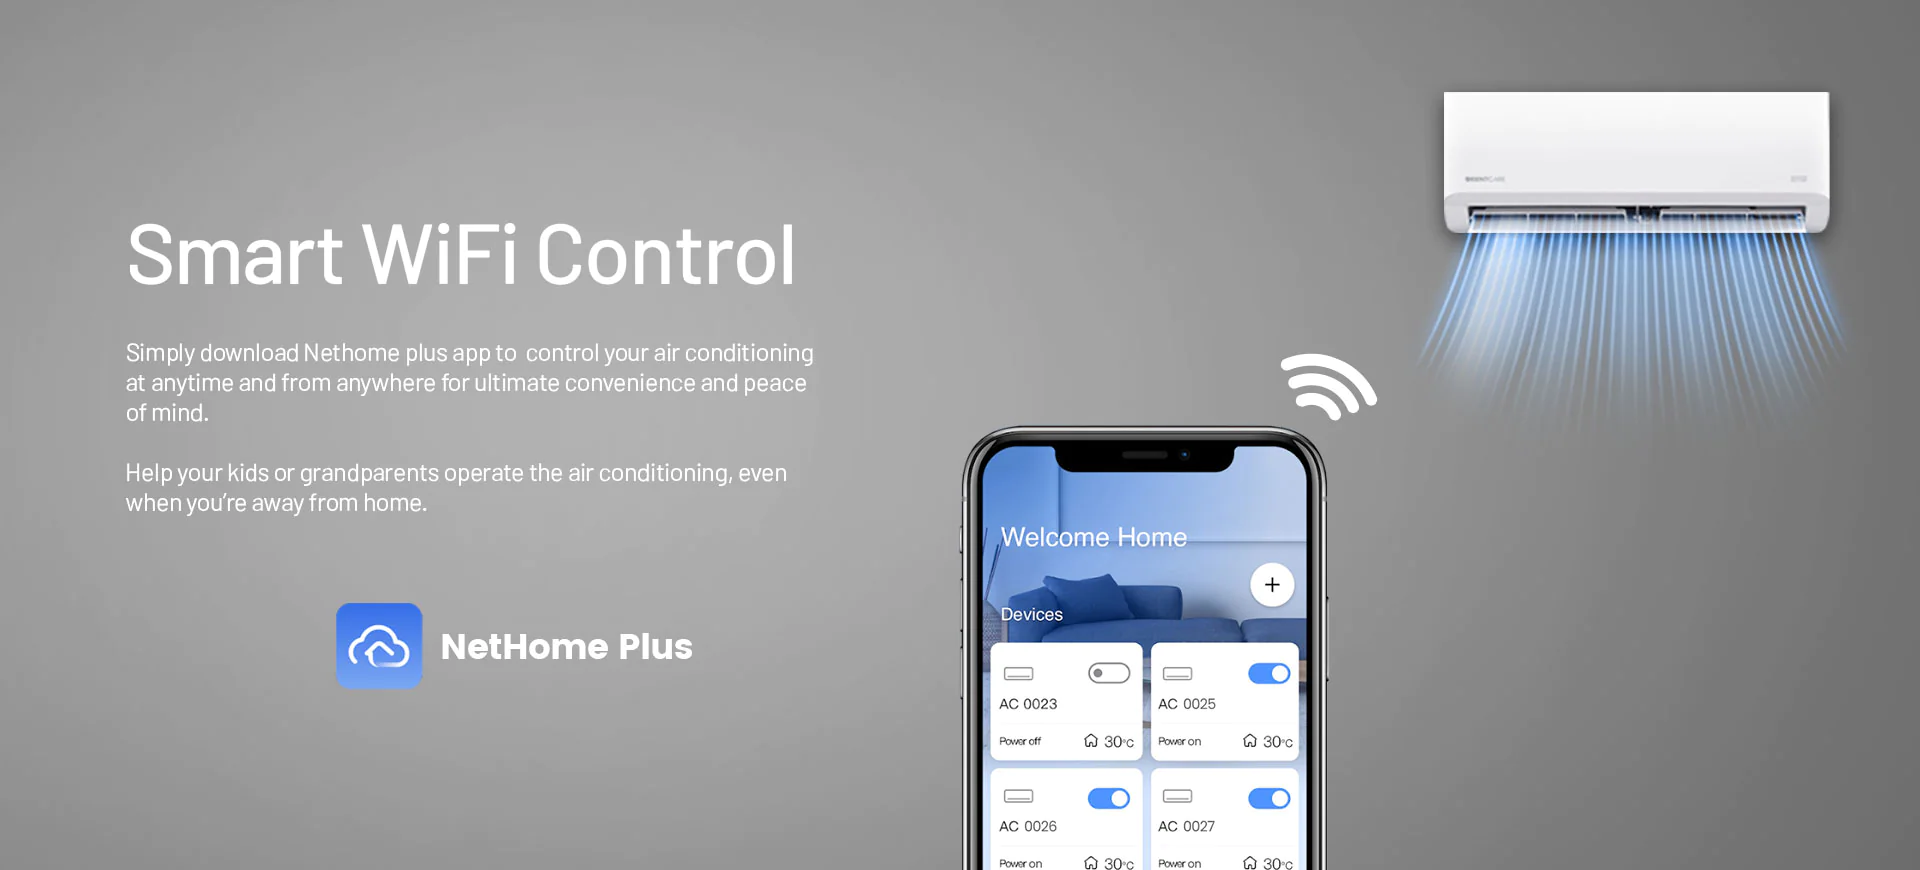 Smart WiFi Control
Simply download Nethome plus app to control your air conditioning
at anytime and from anywhere for ultimate convenience and peace
of mind.
Help your kids or grandparents operate the air conditioning, even
when you're away from home.
NetHome Plus
Welcome Home
+
Devices
AC 0023
Power off 30°C
AC 0025
Power on 30°C
AC 0026
Power on 30°C
AC 0027
Power on 30°C